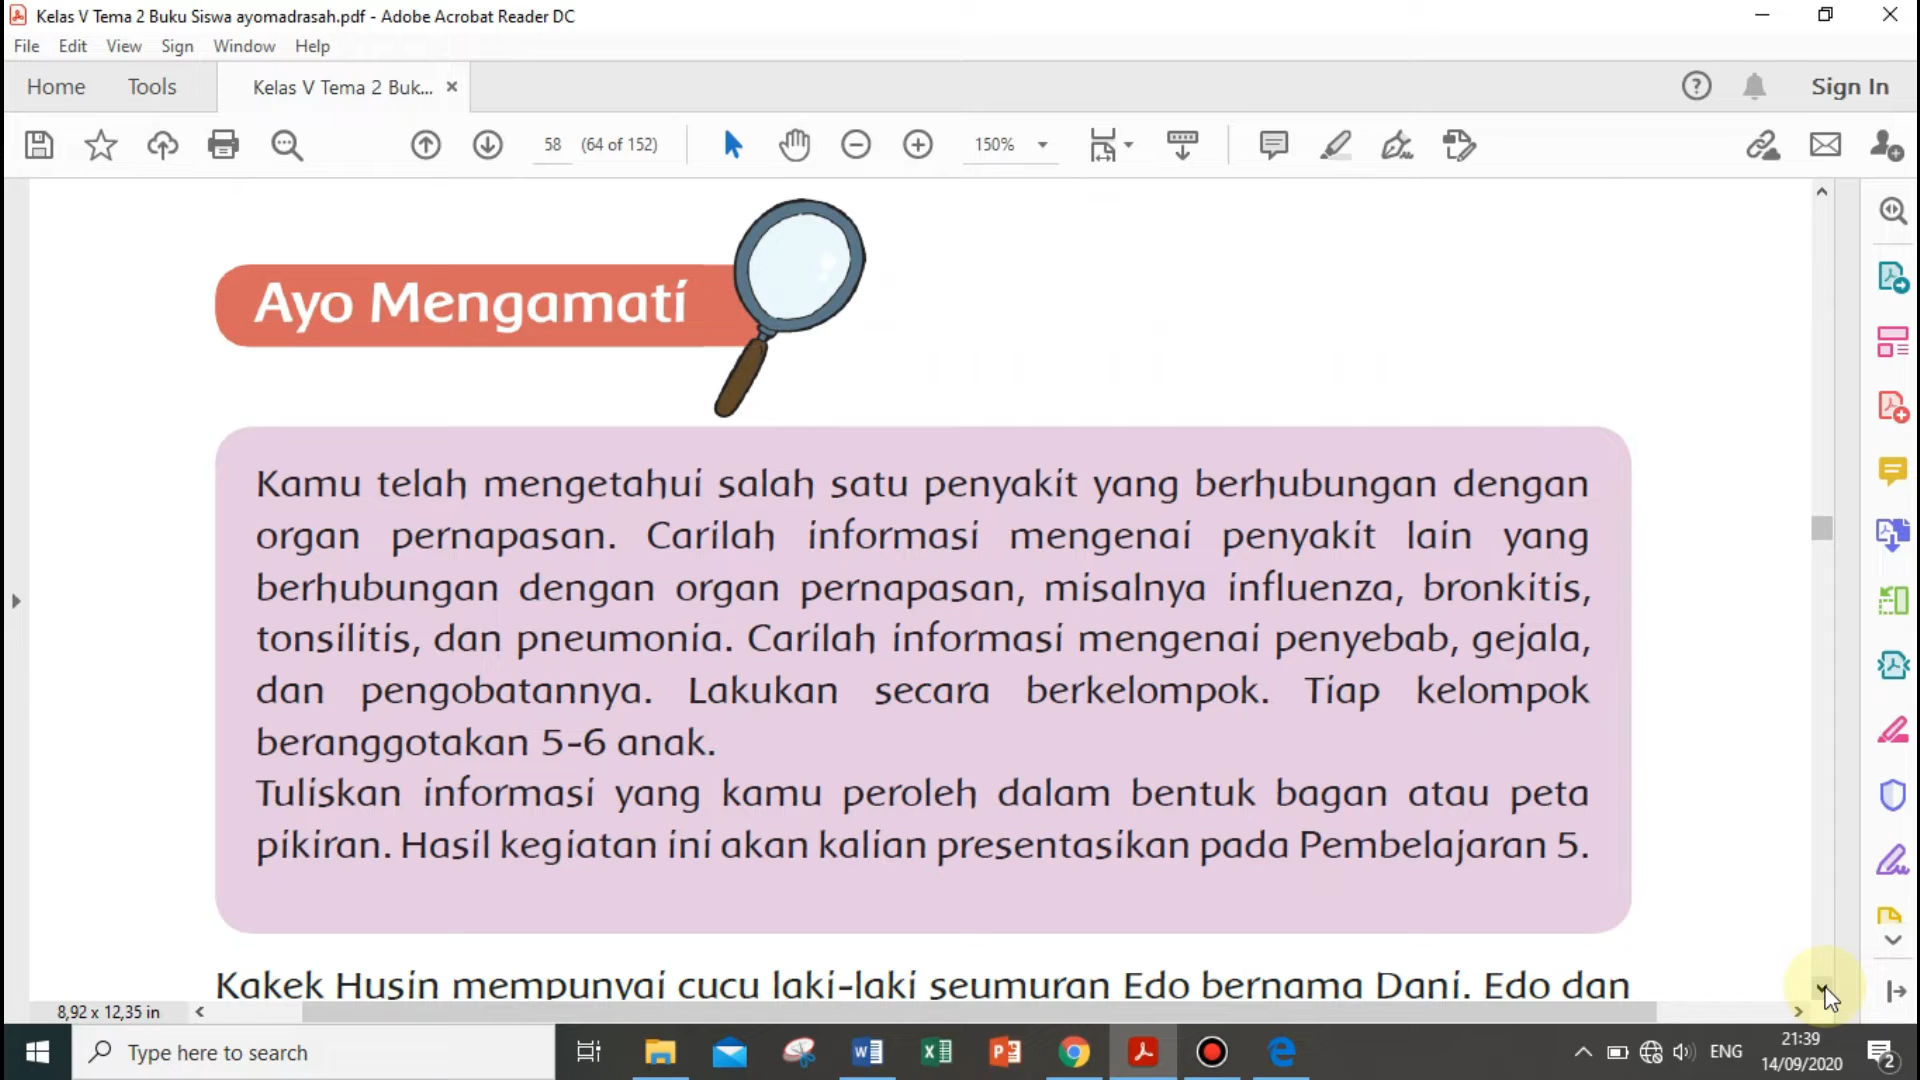 Kelas V Tema 2 Buku Siswa ayomadrasah.pdf - Adobe Acrobat Reader DC
File Edit View Sign Window Help
Home Tools Kelas V Tema 2 Buk... Sign In
58 (64 of 152) 150%
Ayo Mengamati
Kamu telah mengetahui salah satu penyakit yang berhubungan dengan
organ pernapasan. Carilah informasi mengenai penyakit lain yang
berhubungan dengan organ pernapasan, misalnya influenza, bronkitis,
tonsilitis, dan pneumonia. Carilah informasi mengenai penyebab, gejala,
dan pengobatannya. Lakukan secara berkelompok. Tiap kelompok
beranggotakan 5-6 anak.
Tuliskan informasi yang kamu peroleh dalam bentuk bagan atau peta
pikiran. Hasil kegiatan ini akan kalian presentasikan pada Pembelajaran 5.
Kakek Husin mempunyai cucu laki-laki seumuran Edo bernama Dani. Edo dan
8,92 x 12,35 in
Type here to search
ENG
21:39
14/09/2020
2